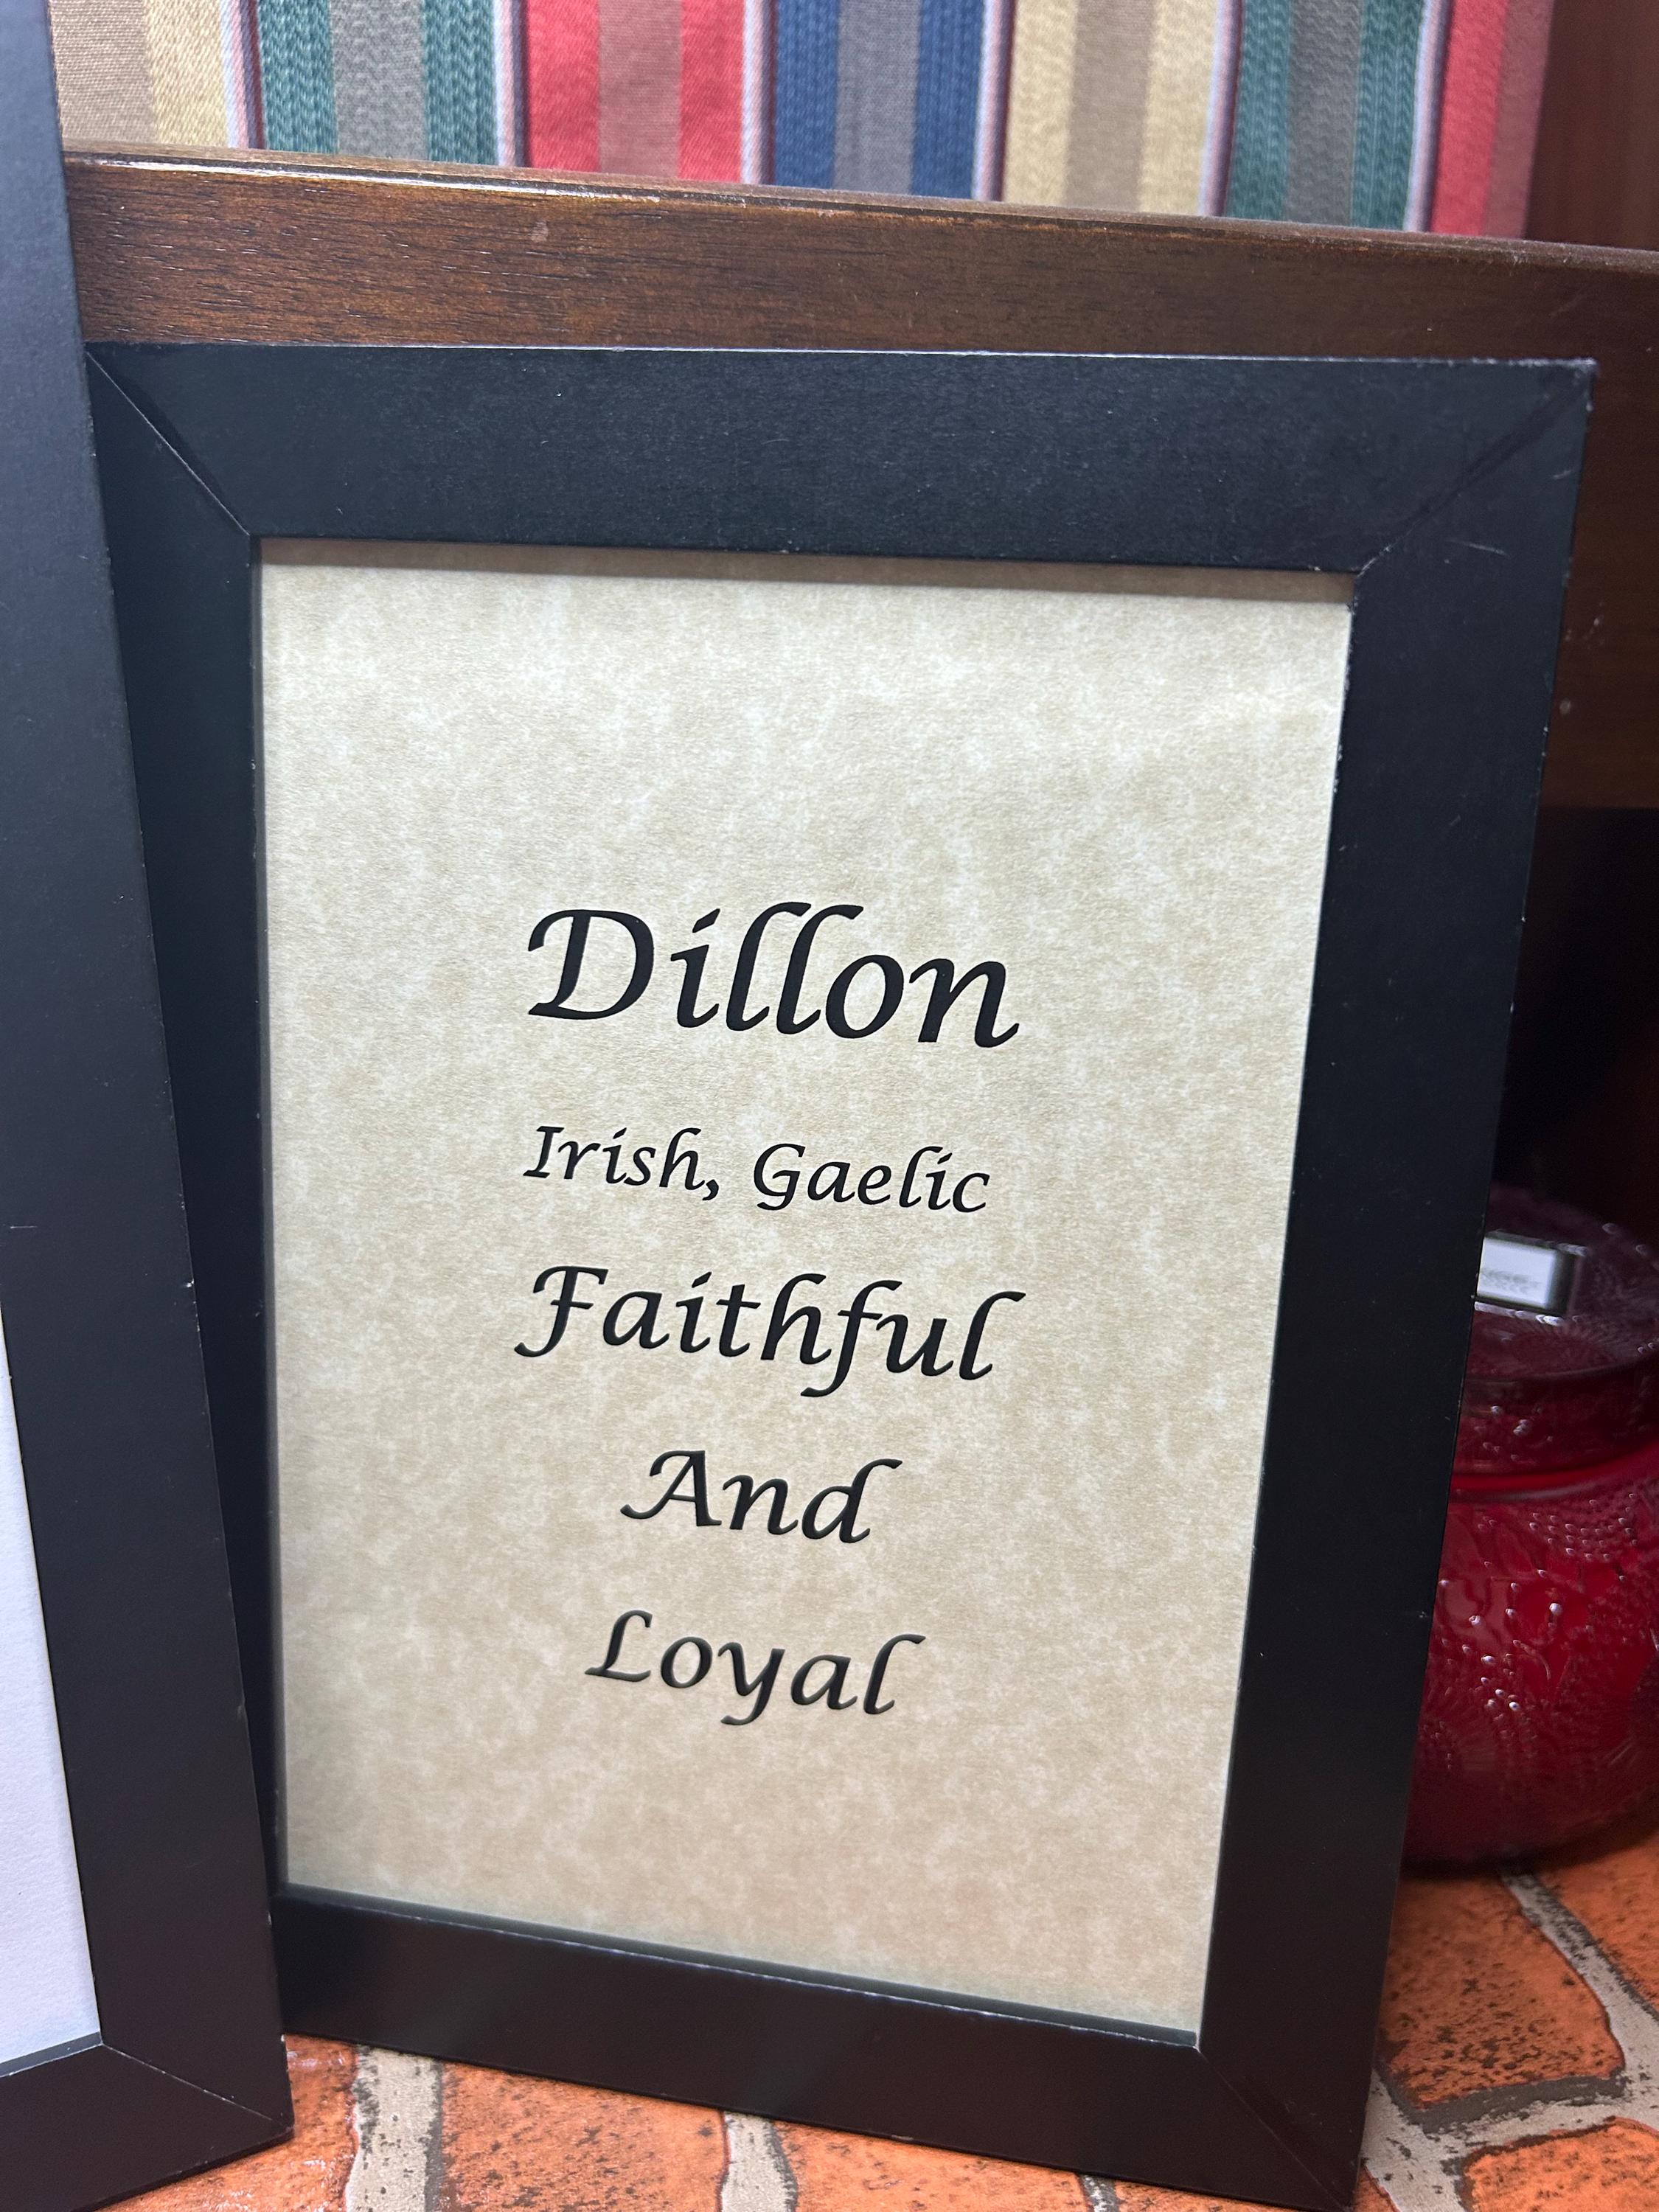 Dillon
Irish, Gaelic
Faithful
And
Loyal